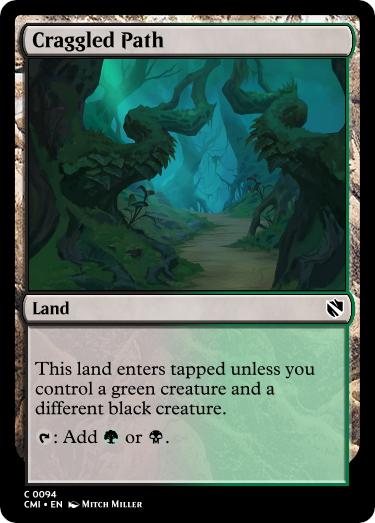 Craggled Path
Land
This land enters tapped unless you
control a green creature and a
different black creature.
: Add or .
C 0094
CMI • EN Mitch Miller